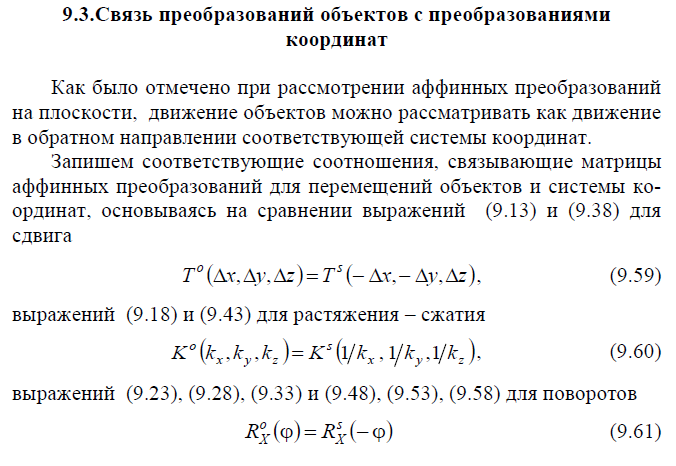 9.3.Связь преобразований объектов с преобразованиями
координат
Как было отмечено при рассмотрении аффинных преобразований
на плоскости, движение объектов можно рассматривать как движение
в обратном направлении соответствующей системы координат.
Запишем соответствующие соотношения, связывающие матрицы
аффинных преобразований для перемещений объектов и системы ко-
ординат, основываясь на сравнении выражений (9.13) и (9.38) для
сдвига
T^o(Δx,Δy,Δz)=T^s(−Δx,−Δy,Δz), (9.59)
выражений (9.18) и (9.43) для растяжения – сжатия
K^o(k_x,k_y,k_z)=K^s(1/k_x,1/k_y,1/k_z), (9.60)
выражений (9.23), (9.28), (9.33) и (9.48), (9.53), (9.58) для поворотов
R_X^o(φ)=R_X^s(−φ) (9.61)